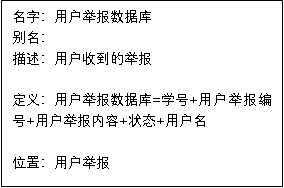 名字：用户举报数据库
别名：
描述：用户收到的举报
定义：用户举报数据库=学号+用户举报编
号+用户举报内容+状态+用户名
位置：用户举报